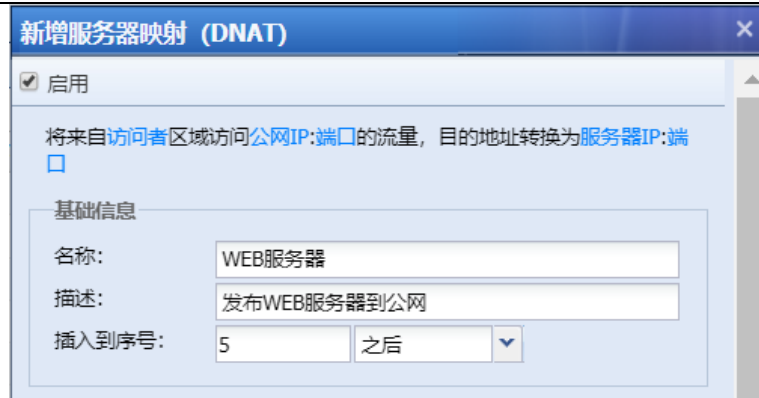 新增服务器映射（DNAT）
启用
将来自访问者区域访问公网IP:端口的流量，目的地址转换为服务器IP:端
口
基础信息
名称： WEB服务器
描述： 发布WEB服务器到公网
插入到序号： 5 之后